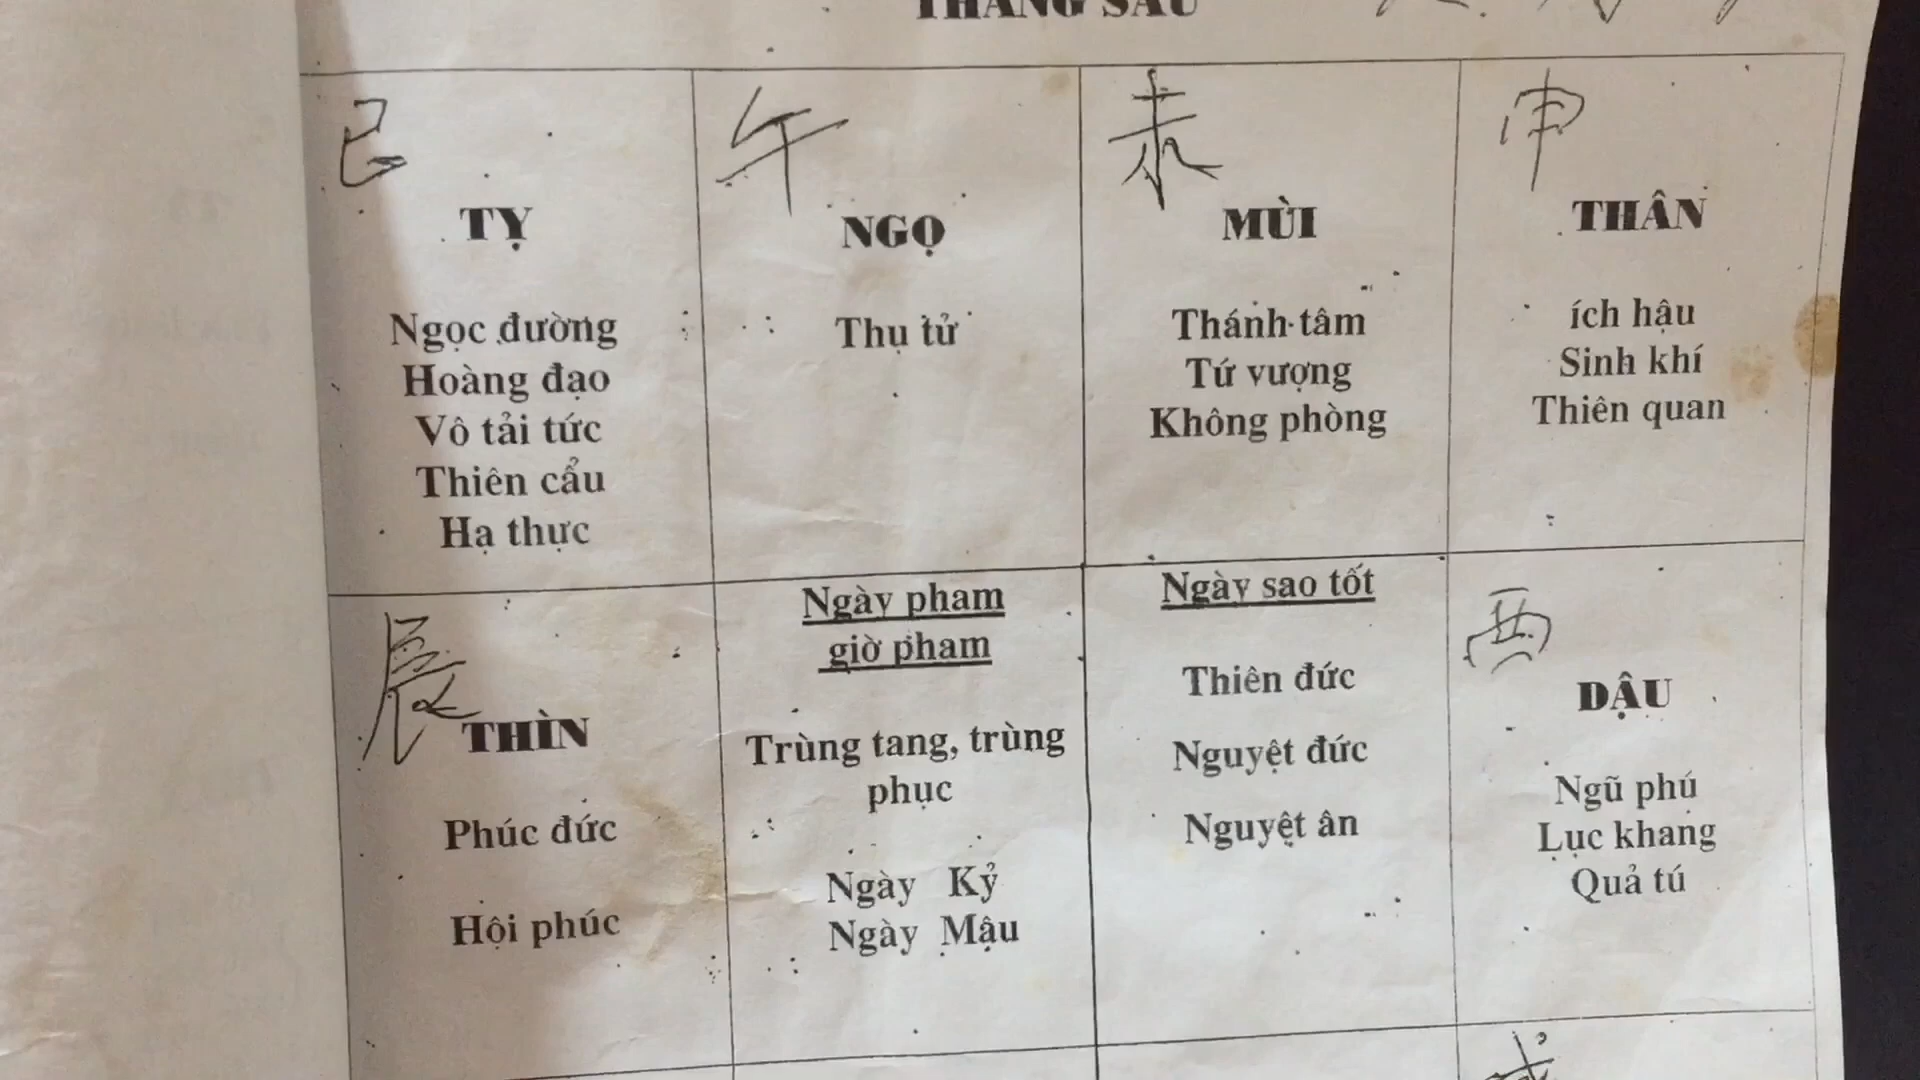 THÁNG SÁU
巳
TỴ
Ngọc đường
Hoàng đạo
Vô tải tức
Thiên cẩu
Hạ thực
午
NGỌ
Thụ tử
未
MÙI
Thánh tâm
Tứ vượng
Không phòng
申
THÂN
ích hậu
Sinh khí
Thiên quan
辰
THÌN
Phúc đức
Hội phúc
Ngày pham
giờ pham
Trùng tang, trùng
phục
Ngày Kỷ
Ngày Mậu
Ngày sao tốt
Thiên đức
Nguyệt đức
Nguyệt ân
酉
DẬU
Ngũ phú
Lục khang
Quả tú